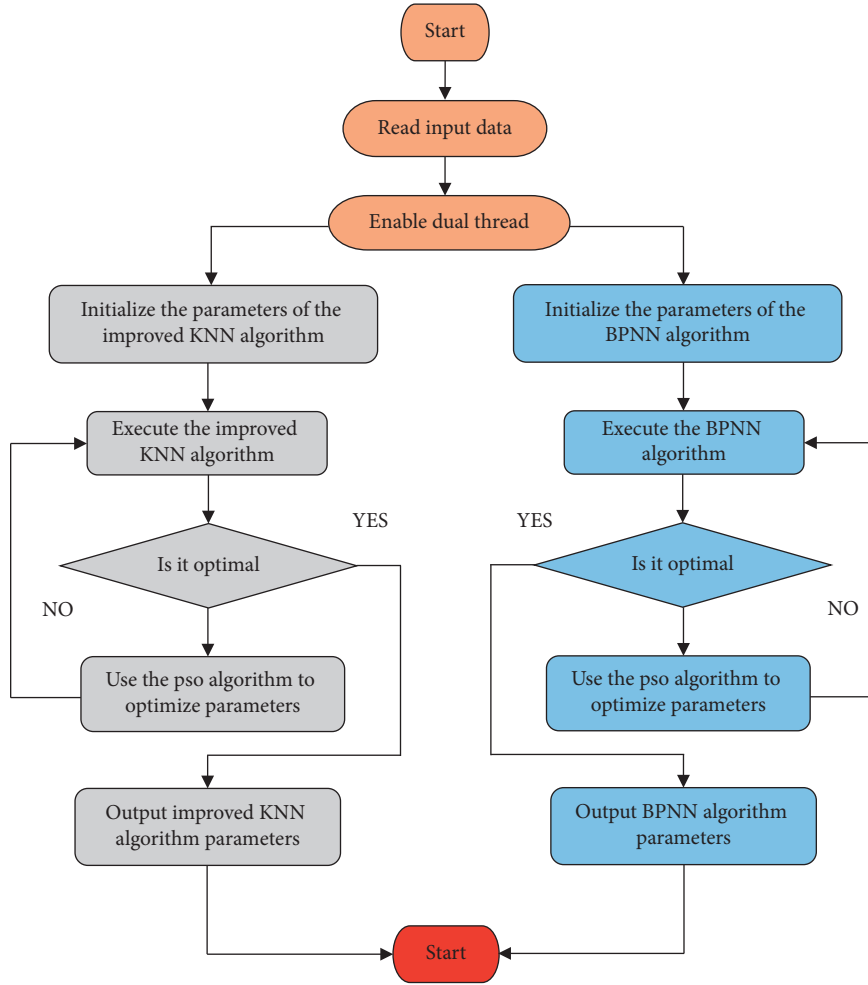 Start
Read input data
Enable dual thread
Initialize the parameters of the
improved KNN algorithm
Initialize the parameters of the
BPNN algorithm
Execute the improved
KNN algorithm
Execute the BPNN
algorithm
YES
YES
Is it optimal
Is it optimal
NO
NO
Use the pso algorithm to
optimize parameters
Use the pso algorithm to
optimize parameters
Output improved KNN
algorithm parameters
Output BPNN algorithm
parameters
Start